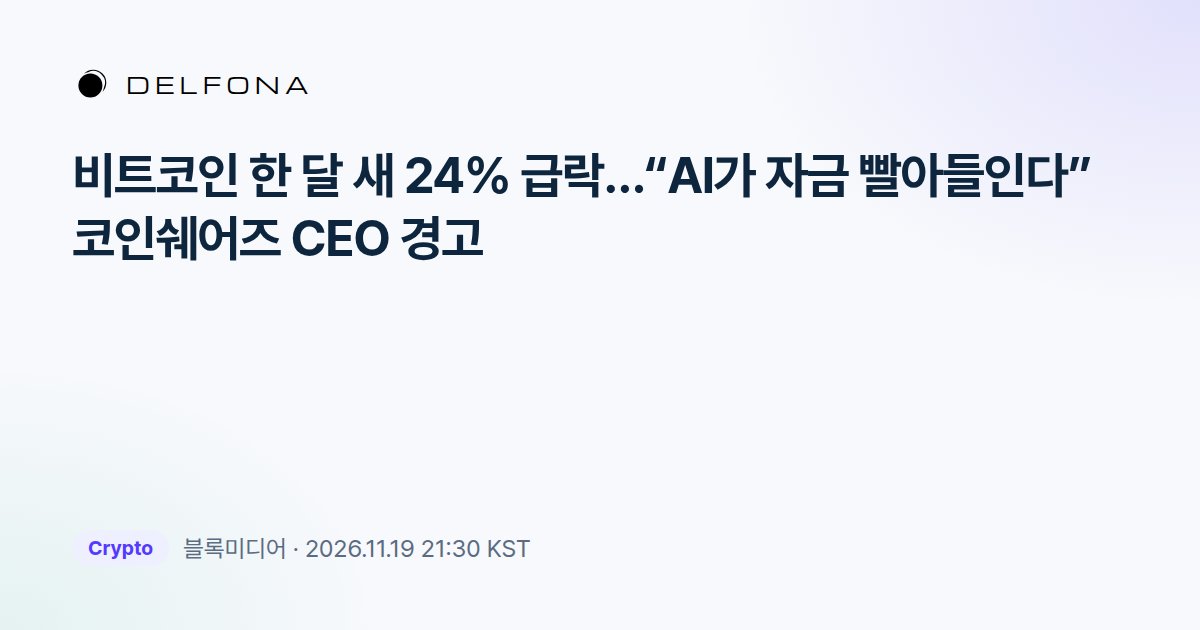 DELFONA
비트코인 한 달 새 24% 급락…“AI가 자금 빨아들인다”
코인쉐어즈 CEO 경고
Crypto 블록미디어 · 2026.11.19 21:30 KST